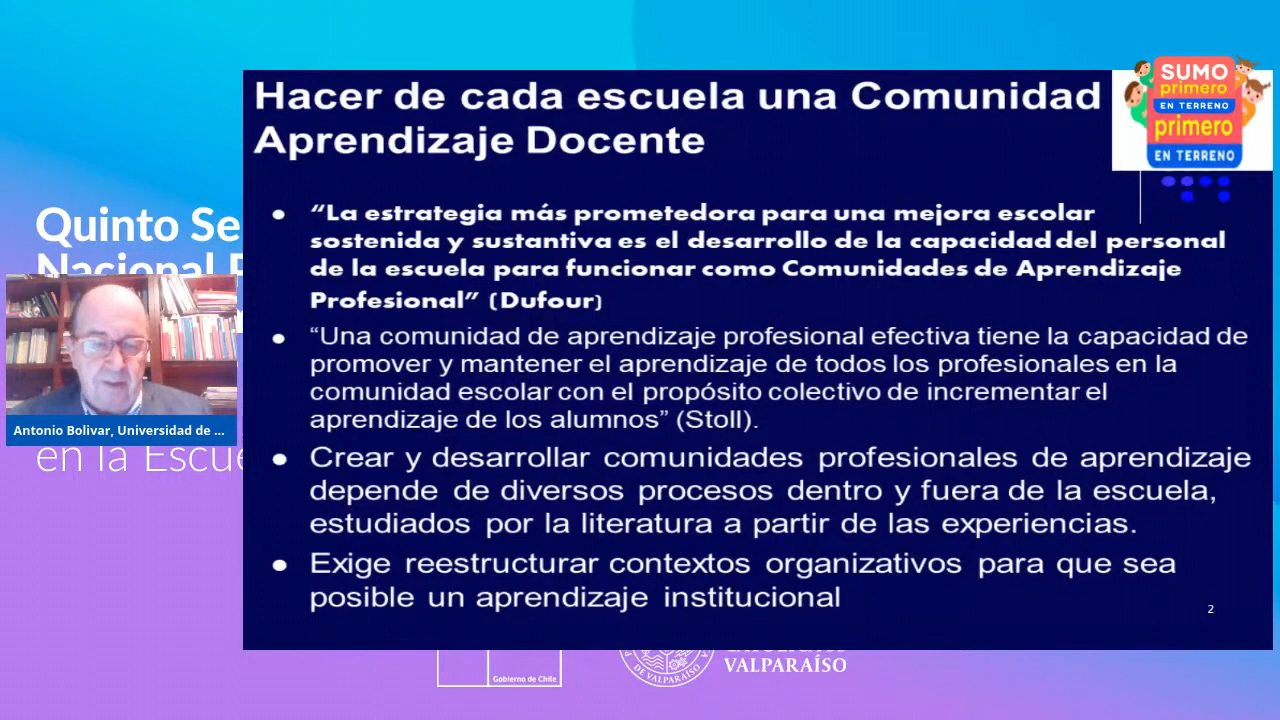 Hacer de cada escuela una Comunidad
Aprendizaje Docente
SUMO
primero
EN TERRENO
primero
EN TERRENO
• “La estrategia más prometedora para una mejora escolar
sostenida y sustantiva es el desarrollo de la capacidad del personal
de la escuela para funcionar como Comunidades de Aprendizaje
Profesional” (Dufour)
• “Una comunidad de aprendizaje profesional efectiva tiene la capacidad de
promover y mantener el aprendizaje de todos los profesionales en la
comunidad escolar con el propósito colectivo de incrementar el
aprendizaje de los alumnos” (Stoll).
• Crear y desarrollar comunidades profesionales de aprendizaje
depende de diversos procesos dentro y fuera de la escuela,
estudiados por la literatura a partir de las experiencias.
• Exige reestructurar contextos organizativos para que sea
posible un aprendizaje institucional
2
Quinto Se
Nacional
Antonio Bolivar, Universidad de ...
en la Escue
Gobierno de Chile
DE VALPARAÍSO
VALPARAÍSO